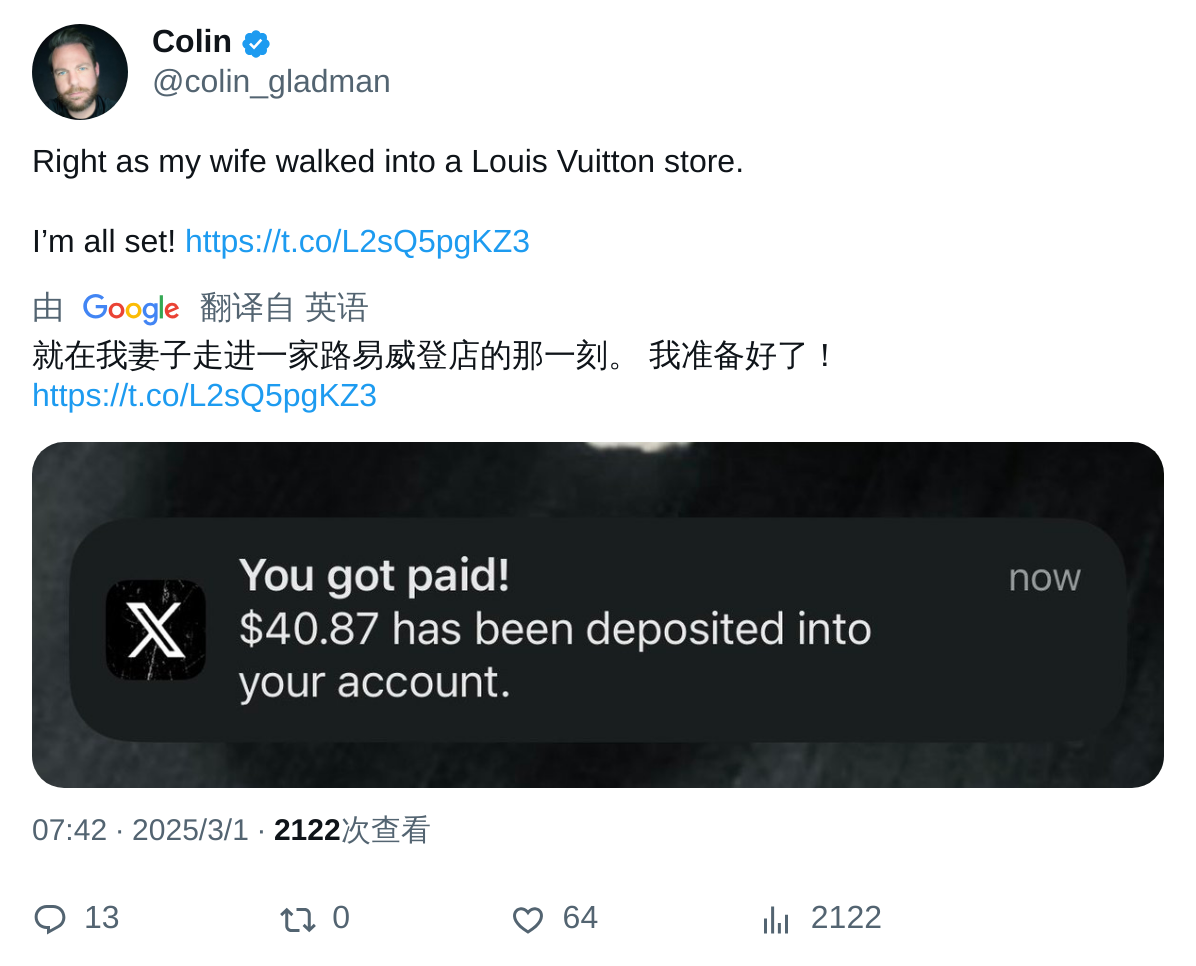 Colin
@colin_gladman
Right as my wife walked into a Louis Vuitton store.
I’m all set! https://t.co/L2sQ5pgKZ3
由 Google 翻译自 英语
就在我妻子走进一家路易威登店的那一刻。 我准备好了！
https://t.co/L2sQ5pgKZ3
You got paid!
now
$40.87 has been deposited into
your account.
07:42 · 2025/3/1 · 2122次查看
13 0 64 2122